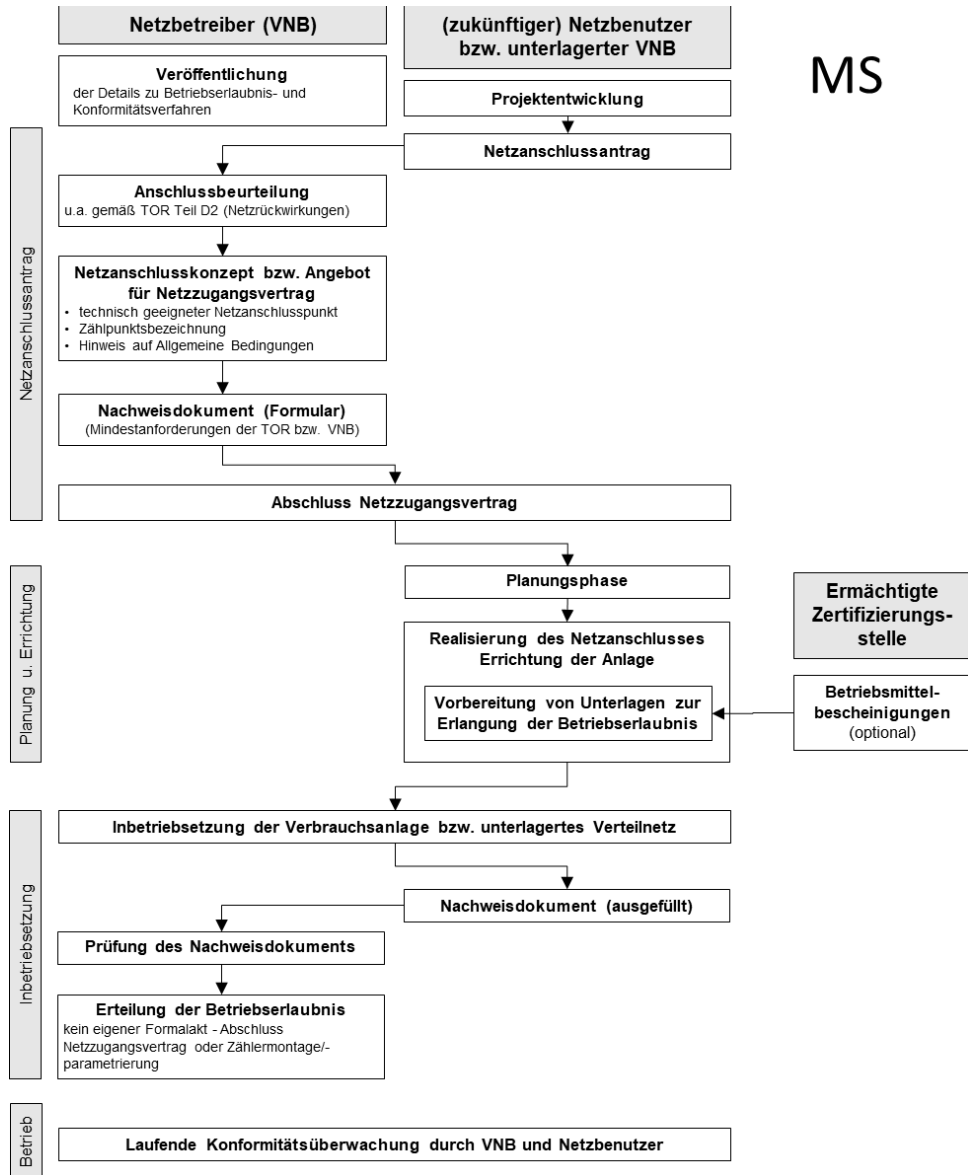 Netzbetreiber (VNB)
(zukünftiger) Netzbenutzer
bzw. unterlagerter VNB
MS
Veröffentlichung
der Details zu Betriebserlaubnis- und
Konformitätsverfahren
Projektentwicklung
Netzanschlussantrag
Netzanschlussantrag
Anschlussbeurteilung
u.a. gemäß TOR Teil D2 (Netzrückwirkungen)
Netzanschlusskonzept bzw. Angebot
für Netzzugangsvertrag
• technisch geeigneter Netzanschlusspunkt
• Zählpunktsbezeichnung
• Hinweis auf Allgemeine Bedingungen
Nachweisdokument (Formular)
(Mindestanforderungen der TOR bzw. VNB)
Abschluss Netzzugangsvertrag
Planung u. Errichtung
Planungsphase
Realisierung des Netzanschlusses
Errichtung der Anlage
Vorbereitung von Unterlagen zur
Erlangung der Betriebserlaubnis
Ermächtigte
Zertifizierungs-
stelle
Betriebsmittel-
bescheinigungen
(optional)
Inbetriebsetzung
Inbetriebsetzung der Verbrauchsanlage bzw. unterlagertes Verteilnetz
Nachweisdokument (ausgefüllt)
Prüfung des Nachweisdokuments
Erteilung der Betriebserlaubnis
kein eigener Formalakt - Abschluss
Netzzugangsvertrag oder Zählermontage/-
parametrierung
Betrieb
Laufende Konformitätsüberwachung durch VNB und Netzbenutzer